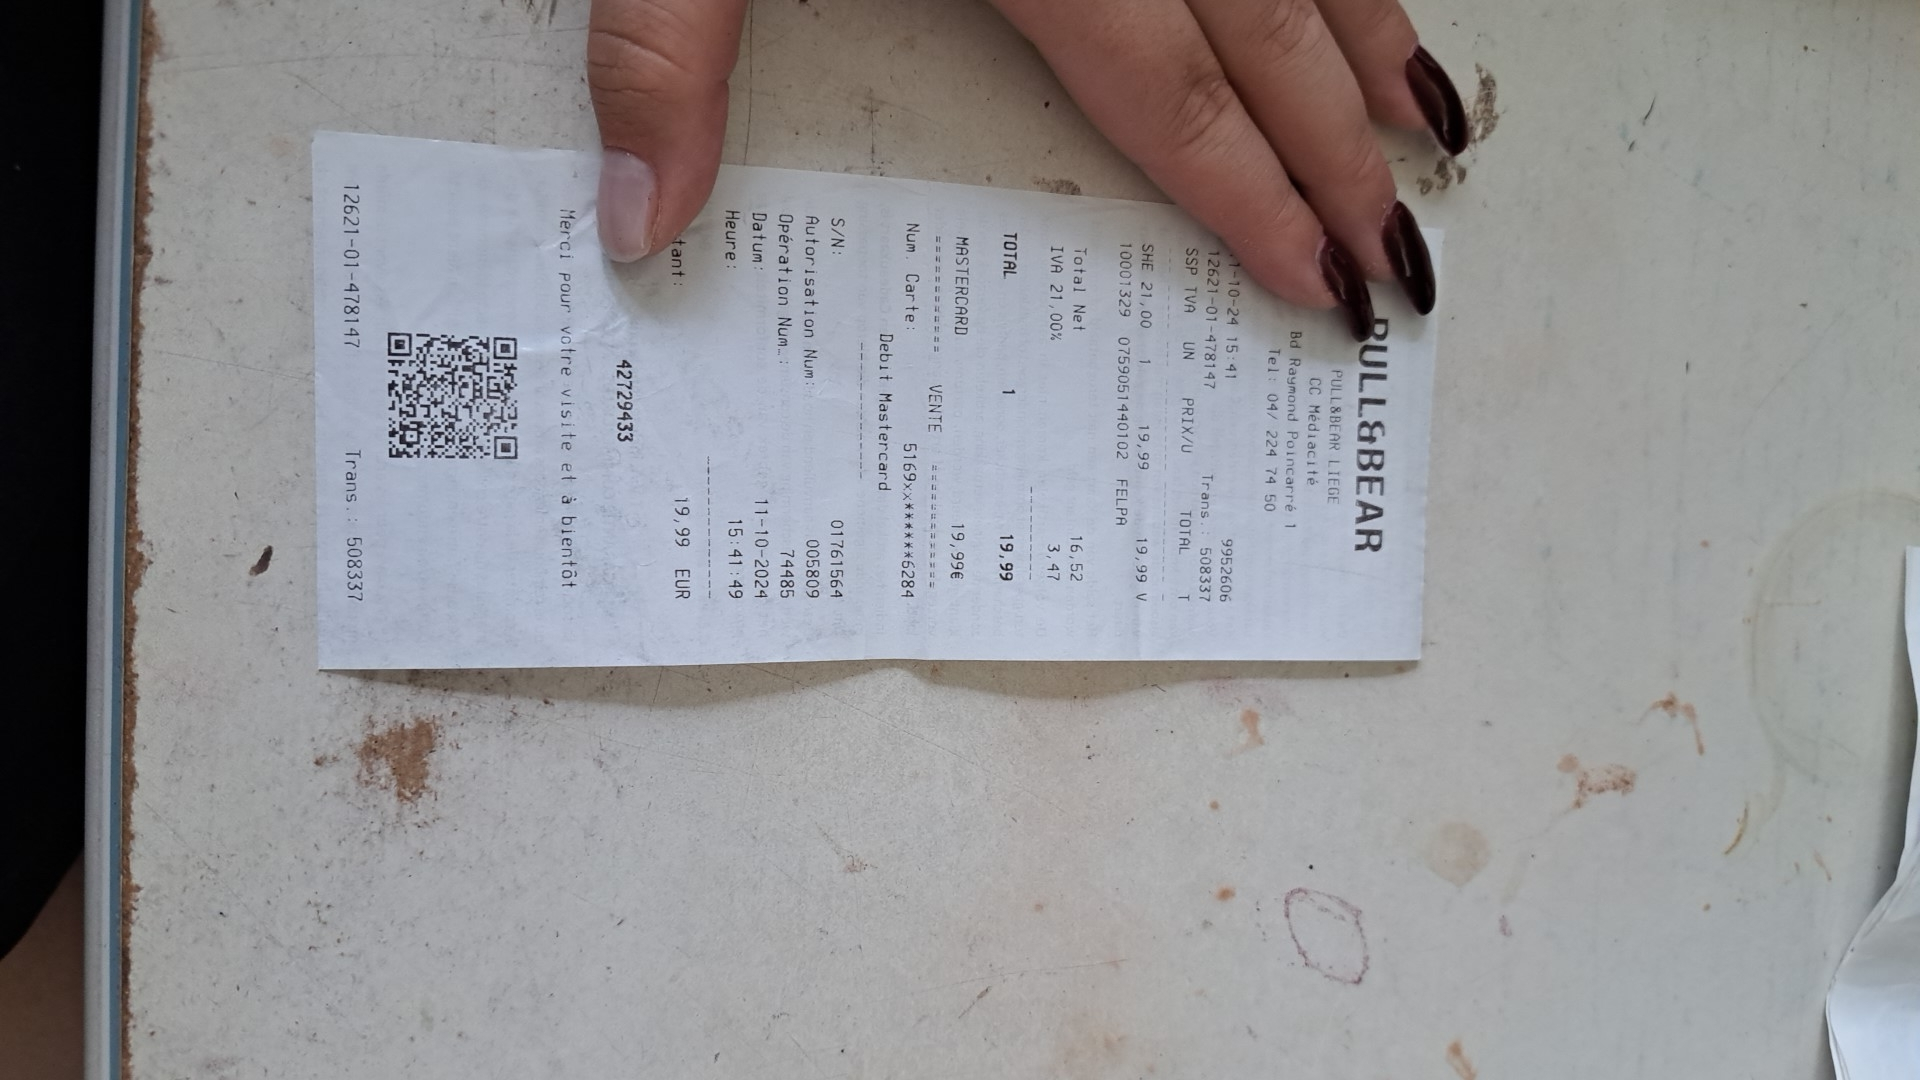 PULL&BEAR
PULL&BEAR LIEGE
CC Médiacité
Bd Raymond Poincarré 1
Tel: 04/ 224 74 50
1-10-24 15:41 9952606
12621-01-478147 Trans.: 508337
SSP TVA UN PRIX/U TOTAL T
SHE 21,00 1 19,99 19,99 V
10001329 0759051440102 FELPA
Total Net 16,52
IVA 21,00% 3,47
TOTAL 1 19,99
MASTERCARD 19,99€
=========== VENTE ===========
Num. Carte: 5169xx******6284
Debit Mastercard
S/N: 01761564
Autorisation Num: 005809
Opération Num.: 74485
Datum: 11-10-2024
Heure: 15:41:49
tant: 19,99 EUR
42729433
Merci pour votre visite et à bientôt
12621-01-478147 Trans.: 508337